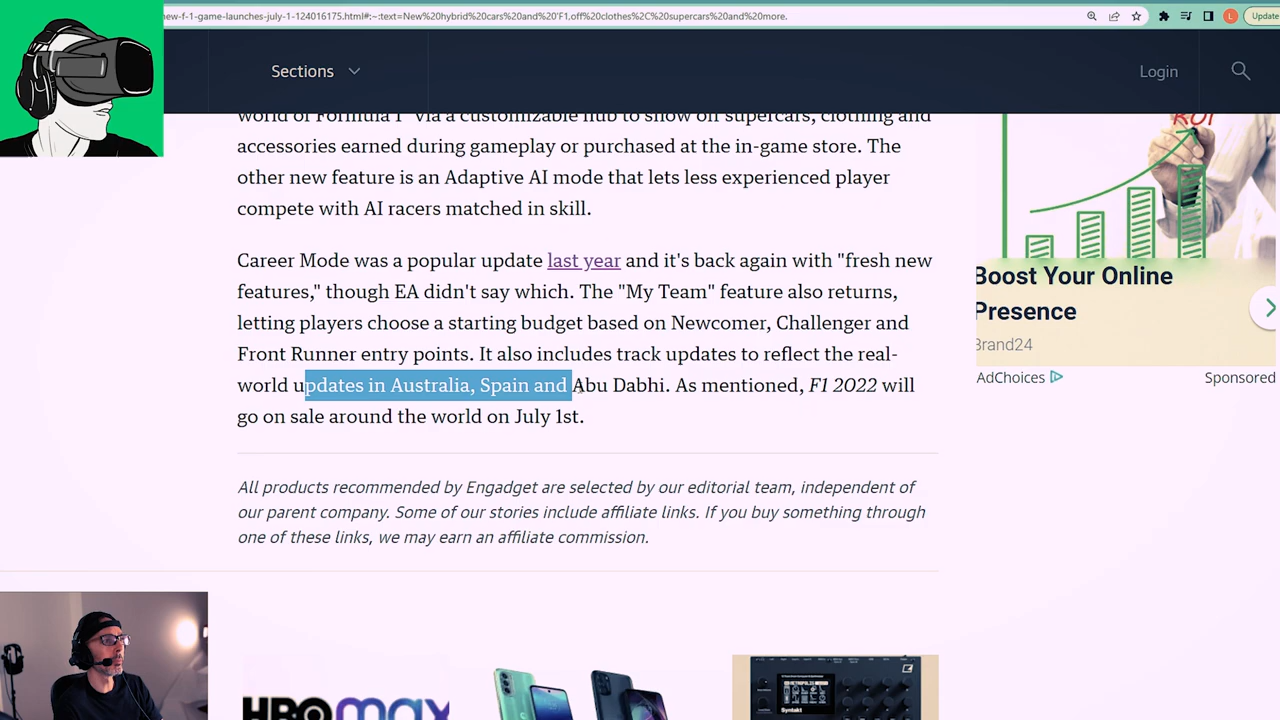 new-f-1-game-launches-july-1-124016175.html#:~:text=New%20hybrid%20cars%20and%20'F1,off%20clothes%2C%20supercars%20and%20more.
L
Update
Sections
Login
world of Formula 1" via a customizable hub to show off supercars, clothing and
accessories earned during gameplay or purchased at the in-game store. The
other new feature is an Adaptive AI mode that lets less experienced player
compete with AI racers matched in skill.
Career Mode was a popular update last year and it's back again with "fresh new
features," though EA didn't say which. The "My Team" feature also returns,
letting players choose a starting budget based on Newcomer, Challenger and
Front Runner entry points. It also includes track updates to reflect the real-
world updates in Australia, Spain and Abu Dabhi. As mentioned, F1 2022 will
go on sale around the world on July 1st.
All products recommended by Engadget are selected by our editorial team, independent of
our parent company. Some of our stories include affiliate links. If you buy something through
one of these links, we may earn an affiliate commission.
ROI
Boost Your Online
Presence
Brand24
AdChoices
Sponsored
HBOmax
Syntakt